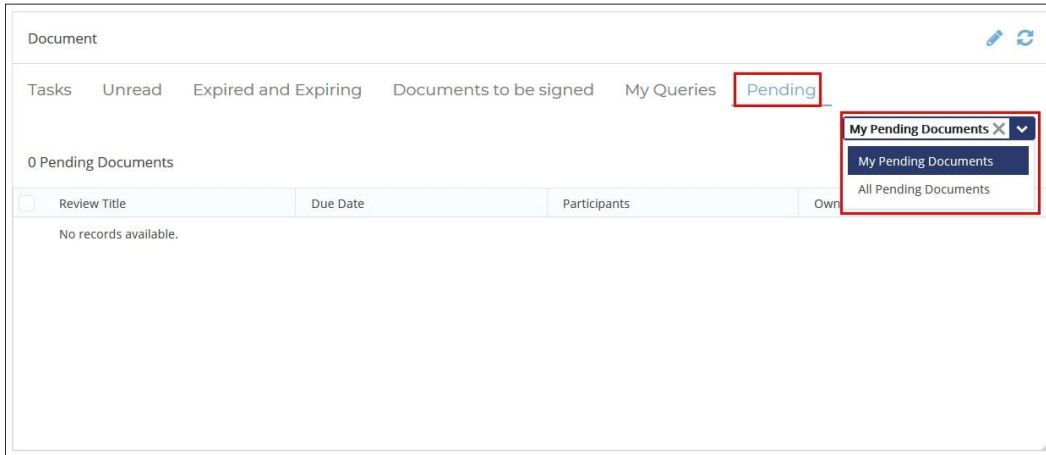 Document
Tasks Unread Expired and Expiring Documents to be signed My Queries Pending
My Pending Documents
0 Pending Documents
My Pending Documents
All Pending Documents
Review Title Due Date Participants Own
No records available.